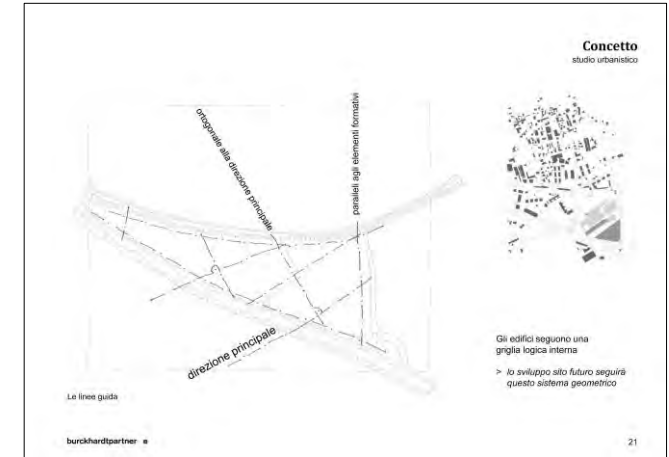 Concetto
studio urbanistico
ortogonale alla direzione principale
paralleli agli elementi formativi
direzione principale
Gli edifici seguono una
griglia logica interna
> lo sviluppo sito futuro seguirà
questo sistema geometrico
Le linee guida
burckhardtpartner
21